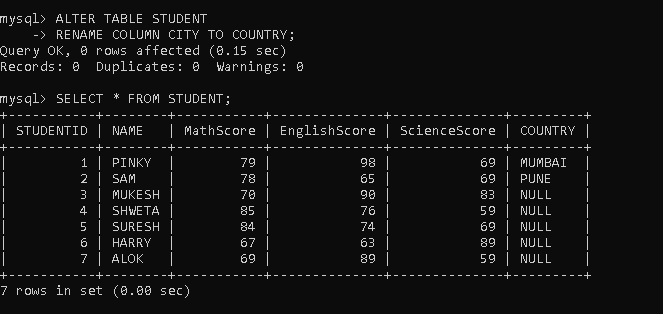 mysql> ALTER TABLE STUDENT
    -> RENAME COLUMN CITY TO COUNTRY;
Query OK, 0 rows affected (0.15 sec)
Records: 0  Duplicates: 0  Warnings: 0

mysql> SELECT * FROM STUDENT;
+-----------+--------+-----------+--------------+--------------+---------+
| STUDENTID | NAME   | MathScore | EnglishScore | ScienceScore | COUNTRY |
+-----------+--------+-----------+--------------+--------------+---------+
|         1 | PINKY  |        79 |           98 |           69 | MUMBAI  |
|         2 | SAM    |        78 |           65 |           69 | PUNE    |
|         3 | MUKESH |        70 |           90 |           83 | NULL    |
|         4 | SHWETA |        85 |           76 |           59 | NULL    |
|         5 | SURESH |        84 |           74 |           69 | NULL    |
|         6 | HARRY  |        67 |           63 |           89 | NULL    |
|         7 | ALOK   |        69 |           89 |           59 | NULL    |
+-----------+--------+-----------+--------------+--------------+---------+
7 rows in set (0.00 sec)